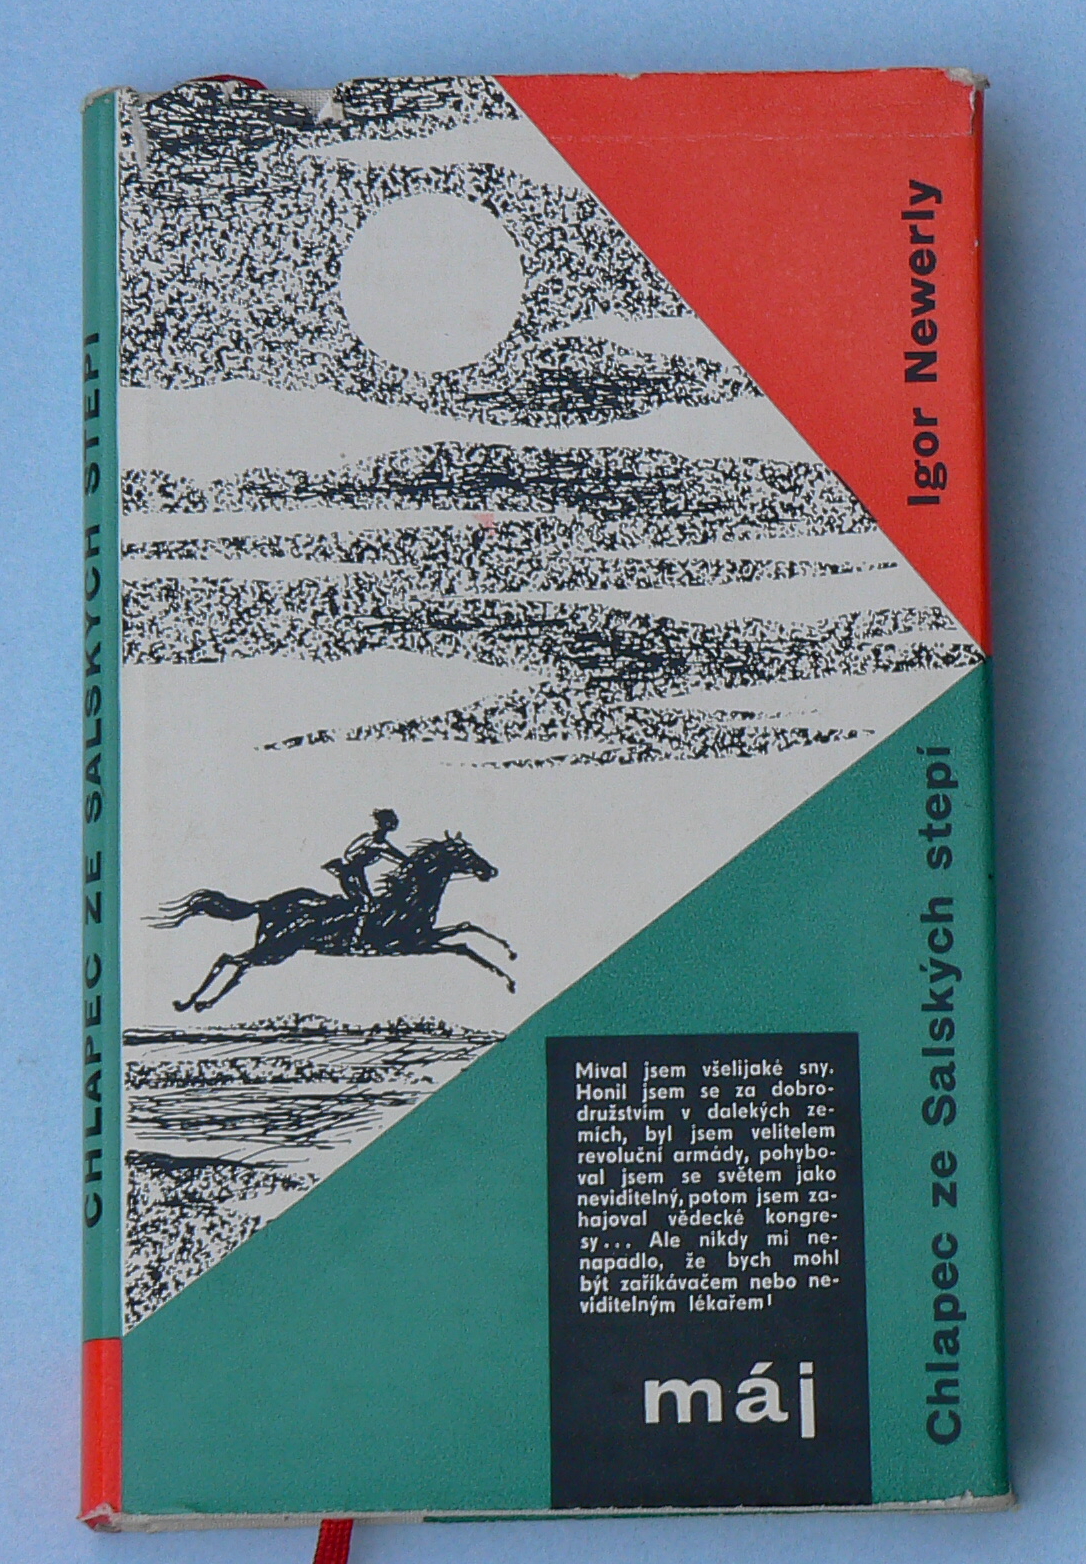 CHLAPEC ZE SALSKÝCH STEPÍ
Igor Newerly
Chlapec ze Salských stepí
Míval jsem všelijaké sny.
Honil jsem se za dobro-
družstvím v dalekých ze-
mích, byl jsem velitelem
revoluční armády, pohybo-
val jsem se světem jako
neviditelný, potom jsem za-
hajoval vědecké kongre-
sy... Ale nikdy mi ne-
napadlo, že bych mohl
být zaříkávačem nebo ne-
viditelným lékařem!
máj